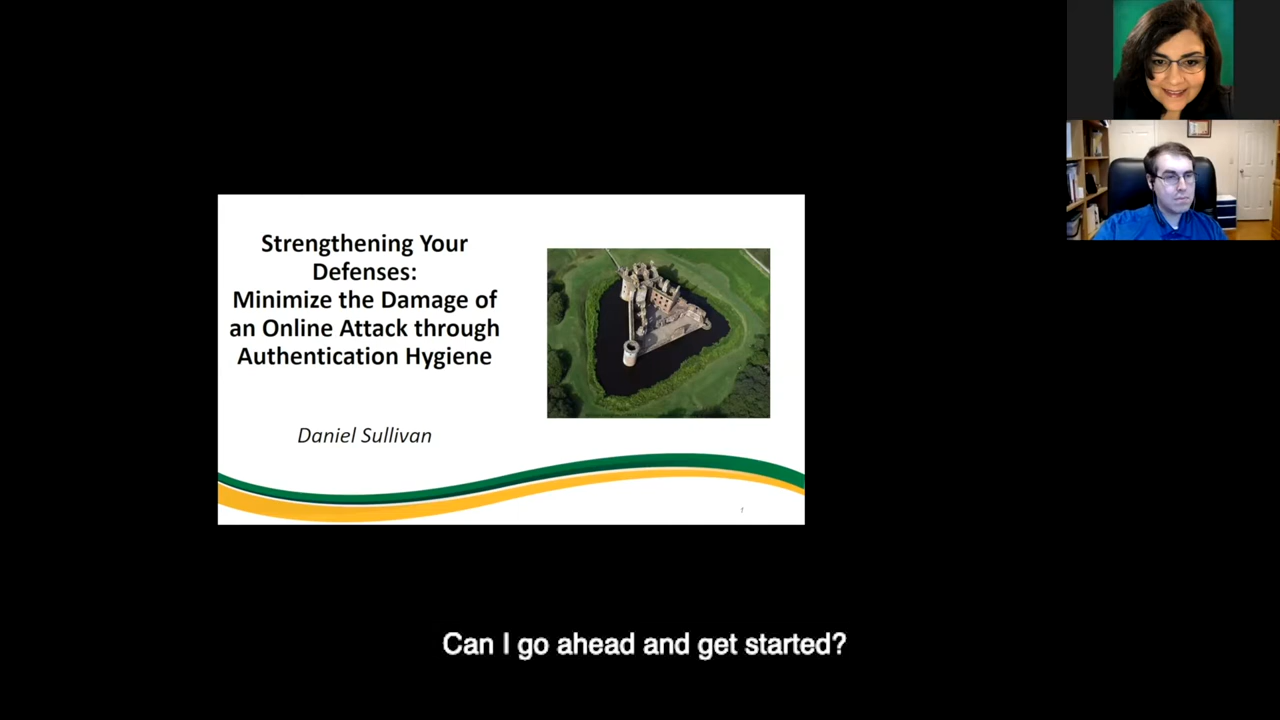 Strengthening Your
Defenses:
Minimize the Damage of
an Online Attack through
Authentication Hygiene
Daniel Sullivan
1
Can I go ahead and get started?